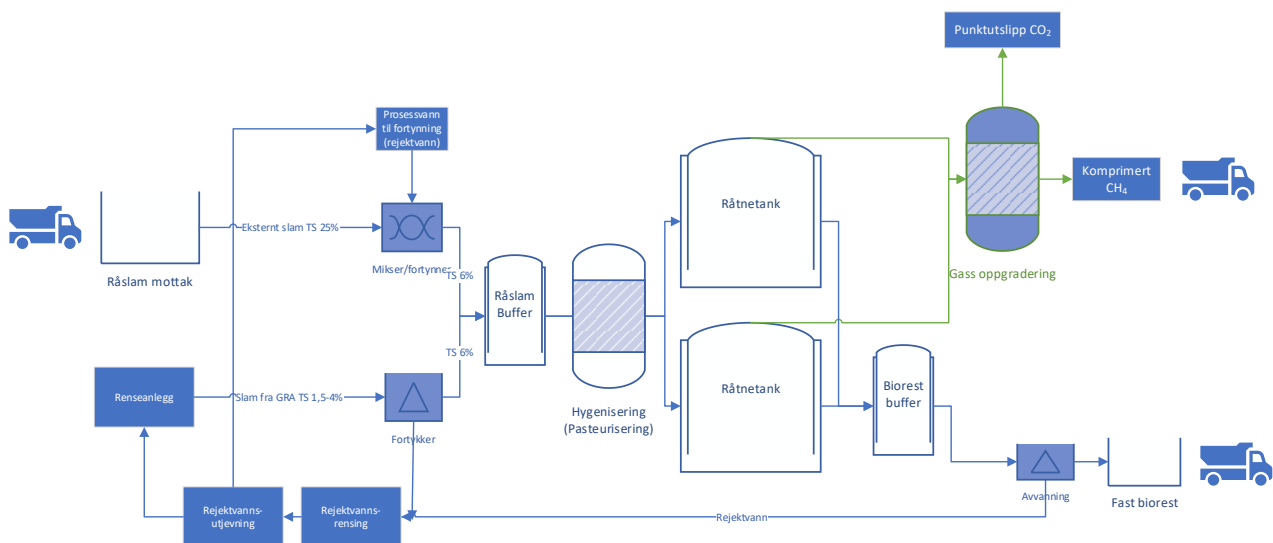 Punktutslipp CO₂
Prosessvann
til fortynning
(rejektvann)
Råtnetank
Komprimert
CH₄
Eksternt slam TS 25%
Råslam mottak
Mikser/fortynner
TS 6%
Gass oppgradering
Råslam
Buffer
TS 6%
Råtnetank
Biorest
buffer
Renseanlegg
Slam fra GRA TS 1,5-4%
Fortykker
Hygenisering
(Pasteurisering)
Avvanning
Fast biorest
Rejektvanns-
utjevning
Rejektvanns-
rensing
Rejektvann